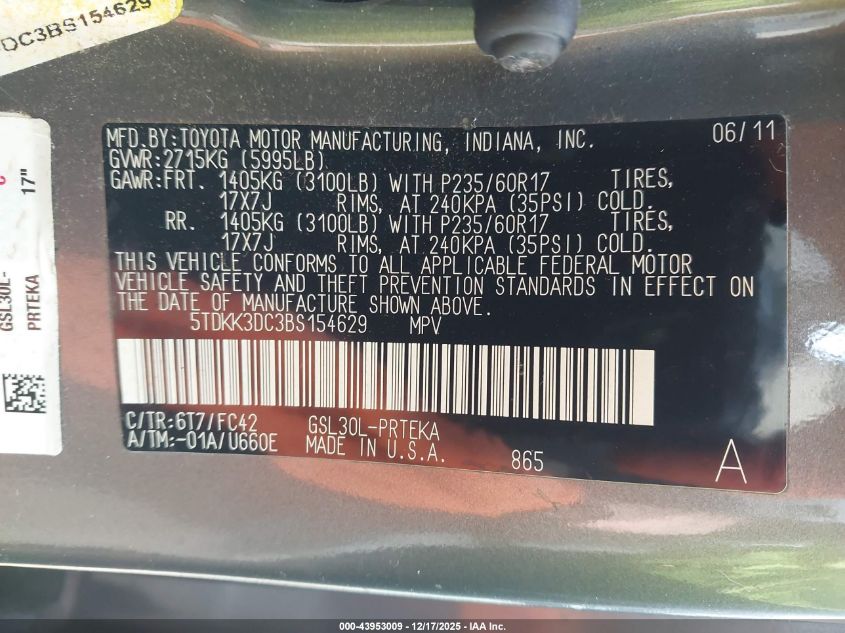 DC3BS154629
C
17"
GSL30L-
PRTEKA
MFD.BY:TOYOTA MOTOR MANUFACTURING, INDIANA, INC. 06/11
GVWR:2715KG (5995LB)
GAWR:FRT. 1405KG (3100LB) WITH P235/60R17 TIRES,
17X7J RIMS, AT 240KPA (35PSI) COLD.
RR. 1405KG (3100LB) WITH P235/60R17 TIRES,
17X7J RIMS, AT 240KPA (35PSI) COLD.
THIS VEHICLE CONFORMS TO ALL APPLICABLE FEDERAL MOTOR
VEHICLE SAFETY AND THEFT PREVENTION STANDARDS IN EFFECT ON
THE DATE OF MANUFACTURE SHOWN ABOVE.
5TDKK3DC3BS154629 MPV
C/TR:6T7/FC42 GSL30L-PRTEKA
A/TM:-01A/U660E MADE IN U.S.A. 865 A
000-43953009 - 12/17/2025 - IAA Inc.